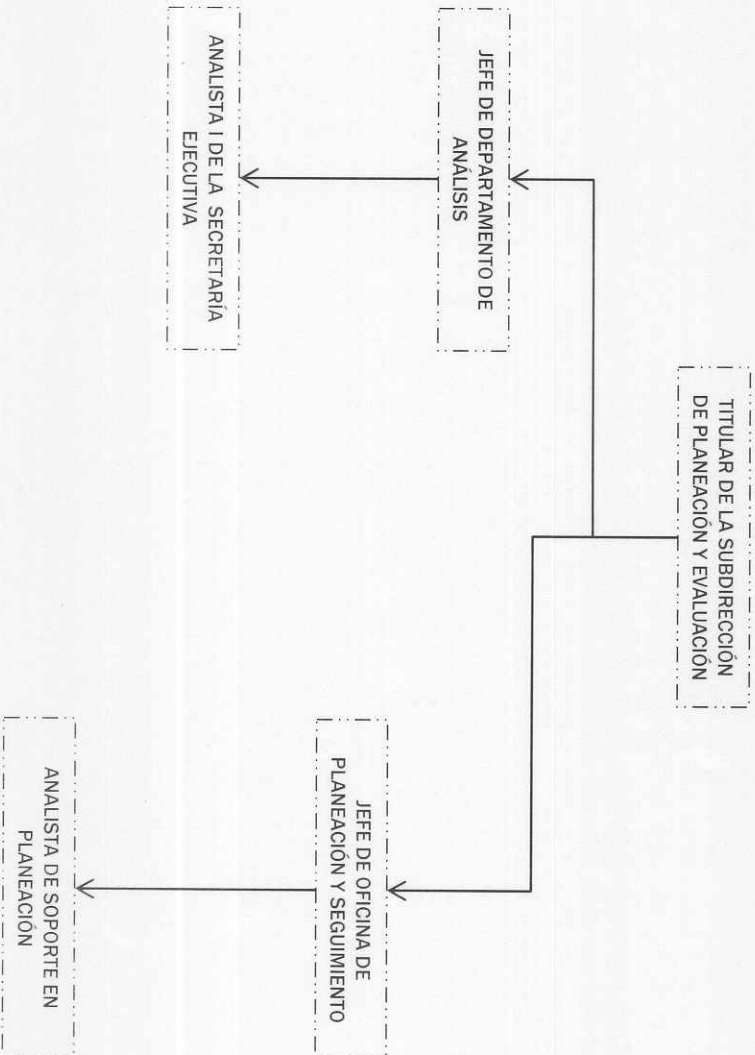 TITULAR DE LA SUBDIRECCIÓN
DE PLANEACIÓN Y EVALUACIÓN
JEFE DE DEPARTAMENTO DE
ANÁLISIS
ANALISTA I DE LA SECRETARÍA
EJECUTIVA
JEFE DE OFICINA DE
PLANEACIÓN Y SEGUIMIENTO
ANALISTA DE SOPORTE EN
PLANEACIÓN